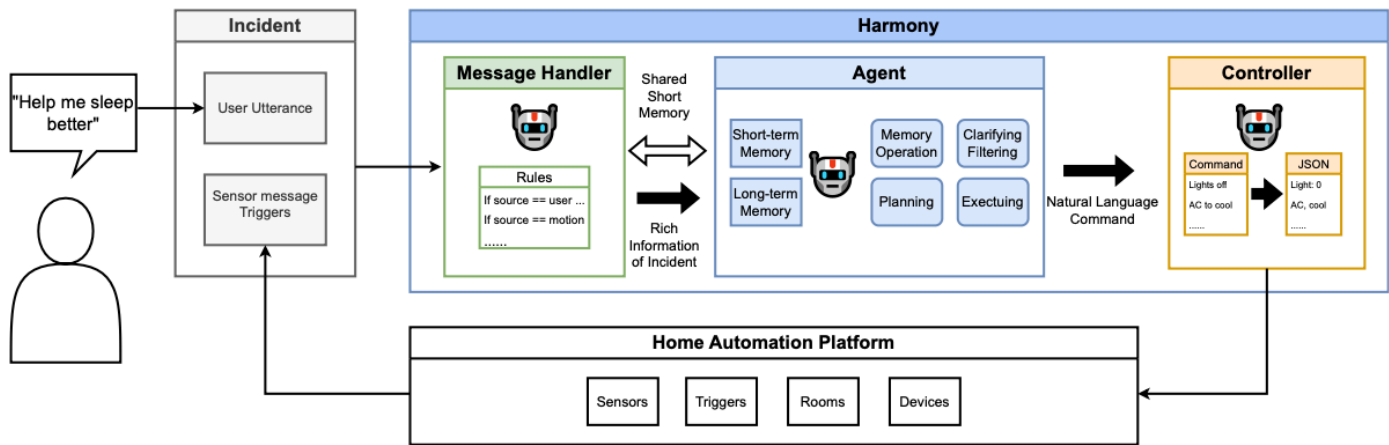 "Help me sleep
better"
Incident
User Utterance
Sensor message
Triggers
Harmony
Message Handler
Rules
If source == user ...
If source == motion
......
Shared
Short
Memory
Rich
Information
of Incident
Agent
Short-term
Memory
Long-term
Memory
Memory
Operation
Clarifying
Filtering
Planning
Exectuing
Natural Language
Command
Controller
Command
Lights off
AC to cool
......
JSON
Light: 0
AC, cool
......
Home Automation Platform
Sensors
Triggers
Rooms
Devices